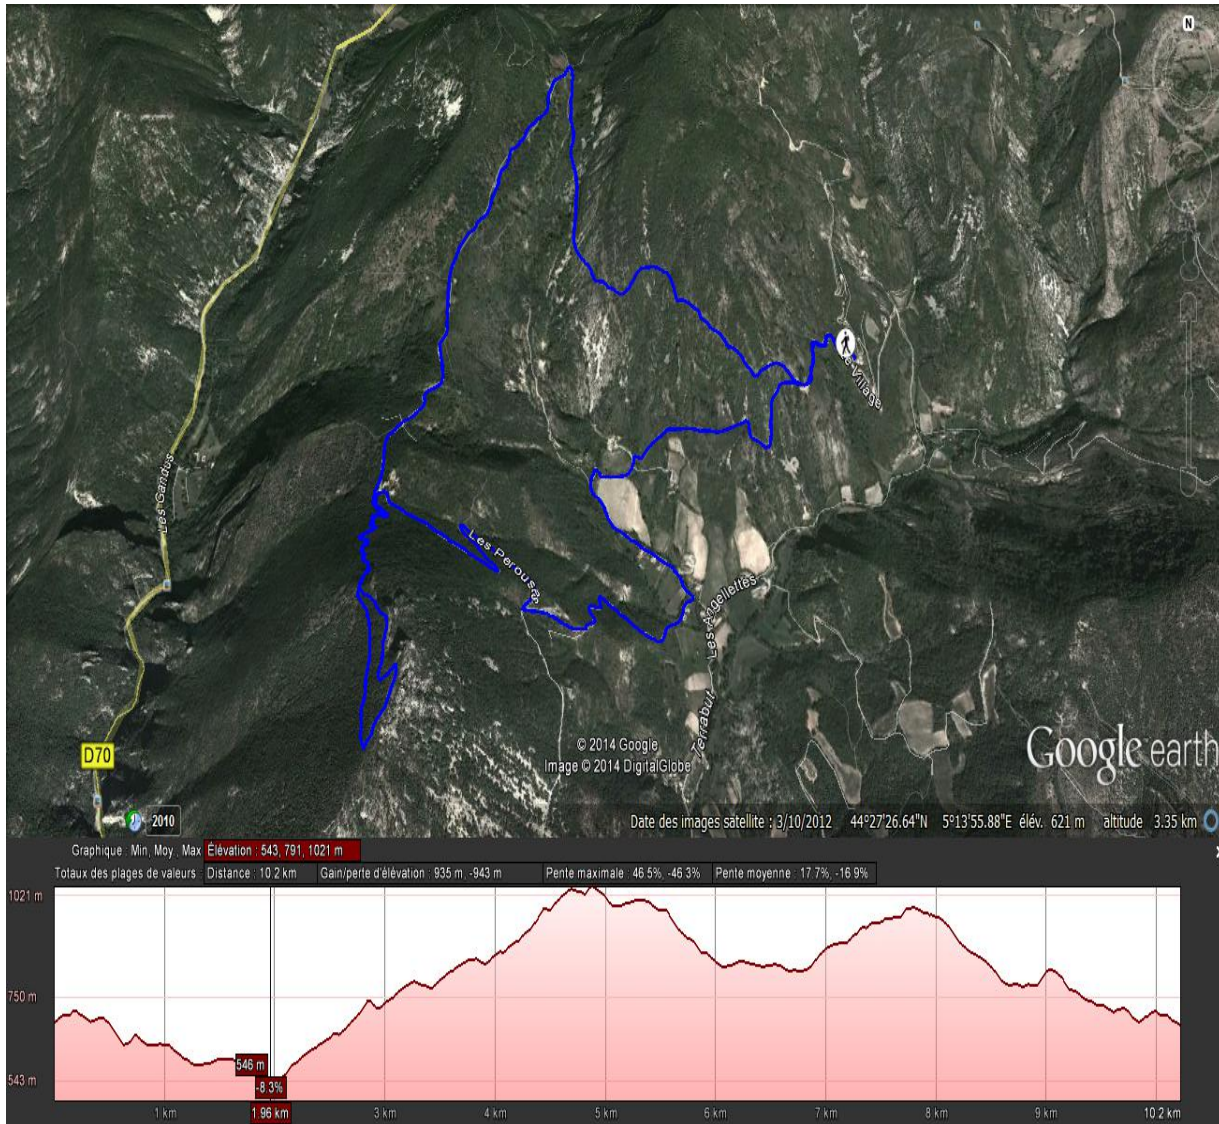 N
Le Village
Les Gandus
Les Perouses
Les Angellettes
Terrabut
D70
© 2014 Google
Image © 2014 DigitalGlobe
Google earth
2010
Date des images satellite : 3/10/2012 44°27'26.64"N 5°13'55.88"E élév. 621 m altitude 3.35 km
Graphique : Min, Moy., Max Élévation : 543, 791, 1021 m
Totaux des plages de valeurs : Distance : 10.2 km Gain/perte d'élévation : 935 m, -943 m Pente maximale : 46.5%, -46.3% Pente moyenne : 17.7%, -16.9%
1021 m
750 m
546 m
543 m
-8.3%
1 km 1.96 km 3 km 4 km 5 km 6 km 7 km 8 km 9 km 10.2 km